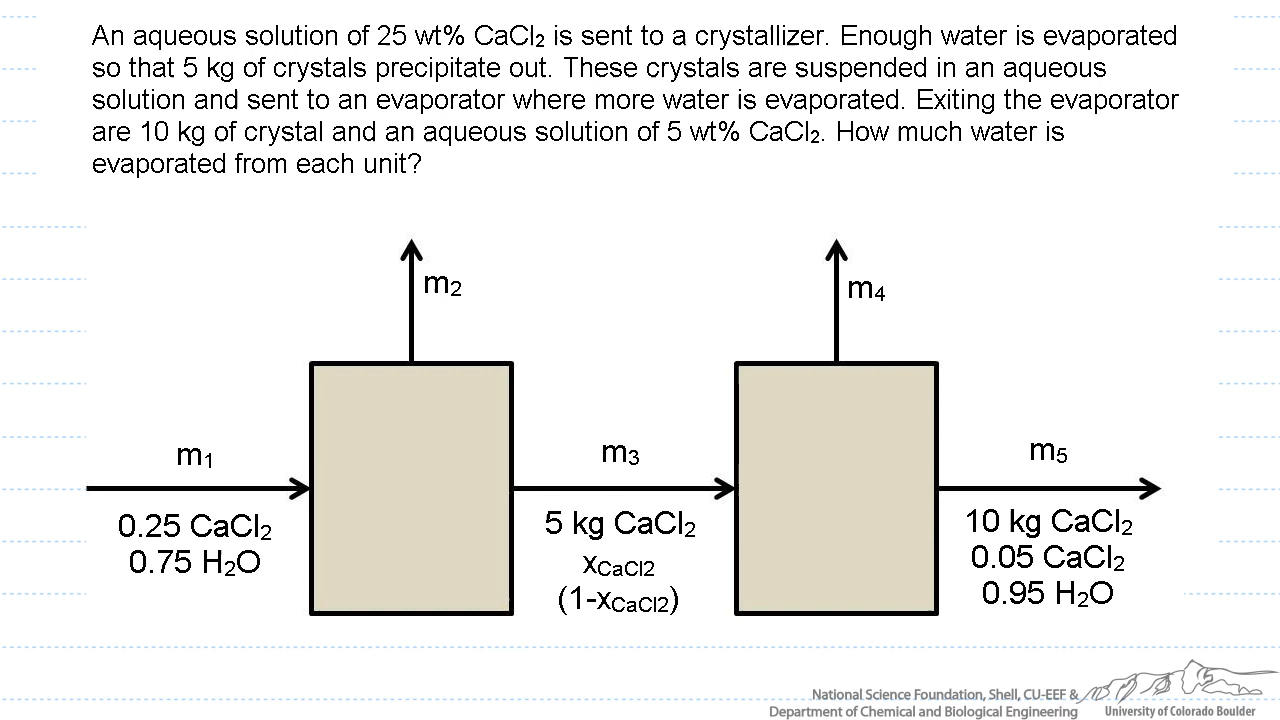 An aqueous solution of 25 wt% CaCl₂ is sent to a crystallizer. Enough water is evaporated
so that 5 kg of crystals precipitate out. These crystals are suspended in an aqueous
solution and sent to an evaporator where more water is evaporated. Exiting the evaporator
are 10 kg of crystal and an aqueous solution of 5 wt% CaCl₂. How much water is
evaporated from each unit?
m₂
m₄
m₁
m₃
m₅
0.25 CaCl₂
0.75 H₂O
5 kg CaCl₂
xCaCl2
(1-xCaCl2)
10 kg CaCl₂
0.05 CaCl₂
0.95 H₂O
National Science Foundation, Shell, CU-EEF &
Department of Chemical and Biological Engineering
University of Colorado Boulder